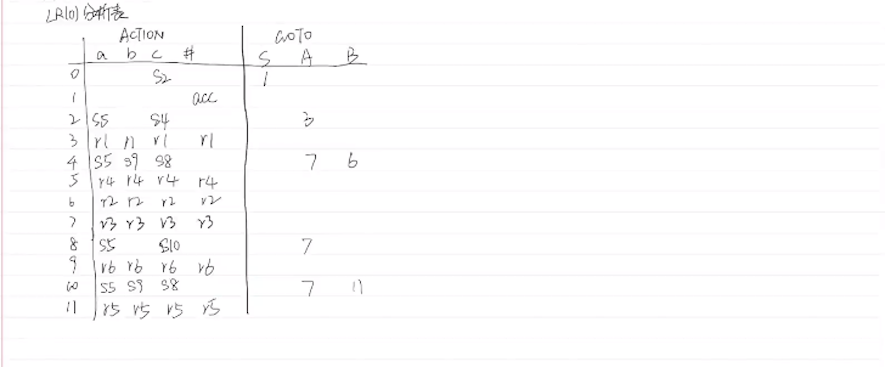 LR(0)分析表
ACTION GOTO
a b c # S A B
0 S2 1
1 acc
2 S5 S4 3
3 r1 r1 r1 r1
4 S5 S9 S8 7 6
5 r4 r4 r4 r4
6 r2 r2 r2 r2
7 r3 r3 r3 r3
8 S5 S10 7
9 r6 r6 r6 r6
10 S5 S9 S8 7 11
11 r5 r5 r5 r5